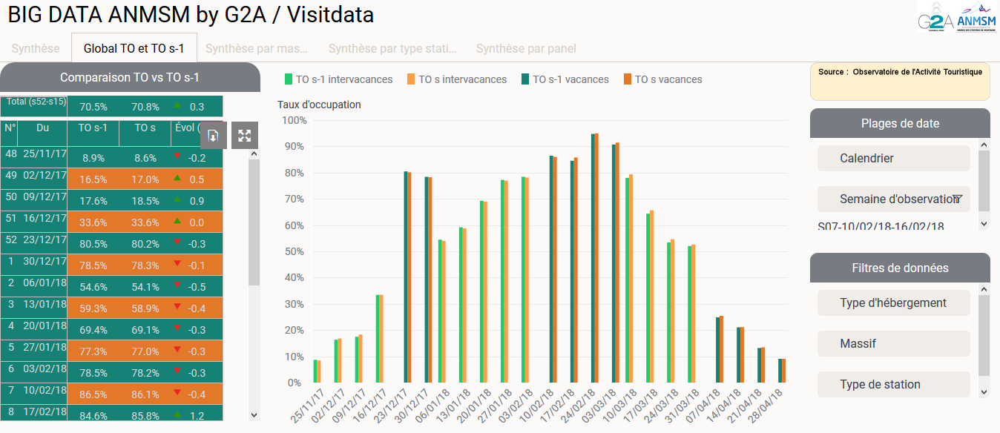 BIG DATA ANMSM by G2A / Visitdata
G2A
ANMSM
Synthèse
Global TO et TO s-1
Synthèse par mas...
Synthèse par type stati...
Synthèse par panel
Comparaison TO vs TO s-1
Total (s52-s15) 70.5% 70.8% 0.3
N° Du TO s-1 TO s Évol (
48 25/11/17 8.9% 8.6% -0.2
49 02/12/17 16.5% 17.0% 0.5
50 09/12/17 17.6% 18.5% 0.9
51 16/12/17 33.6% 33.6% 0.0
52 23/12/17 80.5% 80.2% -0.3
1 30/12/17 78.5% 78.3% -0.1
2 06/01/18 54.6% 54.1% -0.5
3 13/01/18 59.3% 58.9% -0.4
4 20/01/18 69.4% 69.1% -0.3
5 27/01/18 77.3% 77.0% -0.3
6 03/02/18 78.5% 78.2% -0.3
7 10/02/18 86.5% 86.1% -0.4
8 17/02/18 84.6% 85.8% 1.2
TO s-1 intervacances TO s intervacances TO s-1 vacances TO s vacances
Taux d'occupation
100%
90%
80%
70%
60%
50%
40%
30%
20%
10%
0%
25/11/17 02/12/17 09/12/17 16/12/17 23/12/17 30/12/17 06/01/18 13/01/18 20/01/18 27/01/18 03/02/18 10/02/18 17/02/18 24/02/18 03/03/18 10/03/18 17/03/18 24/03/18 31/03/18 07/04/18 14/04/18 21/04/18 28/04/18
Source : Observatoire de l'Activité Touristique
Plages de date
Calendrier
Semaine d'observation
S07-10/02/18-16/02/18
Filtres de données
Type d'hébergement
Massif
Type de station